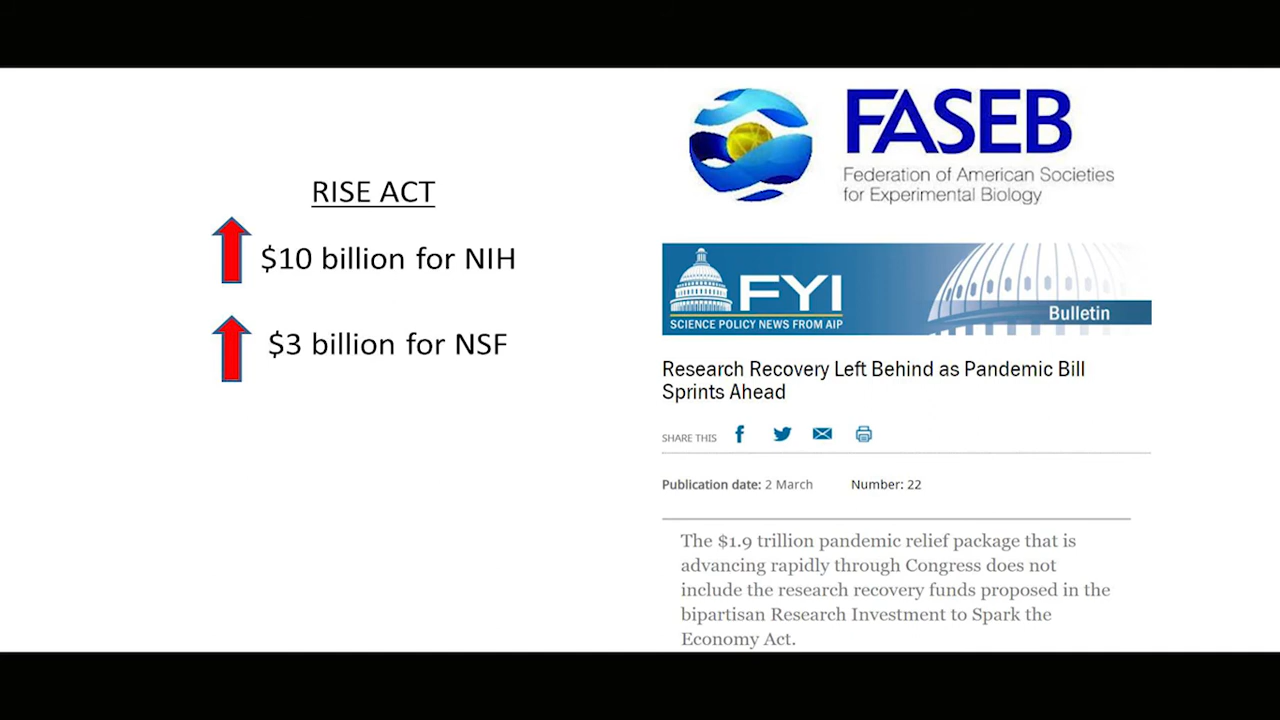 RISE ACT
$10 billion for NIH
$3 billion for NSF
FASEB
Federation of American Societies
for Experimental Biology
FYI
SCIENCE POLICY NEWS FROM AIP
Bulletin
Research Recovery Left Behind as Pandemic Bill
Sprints Ahead
SHARE THIS
Publication date: 2 March Number: 22
The $1.9 trillion pandemic relief package that is
advancing rapidly through Congress does not
include the research recovery funds proposed in the
bipartisan Research Investment to Spark the
Economy Act.